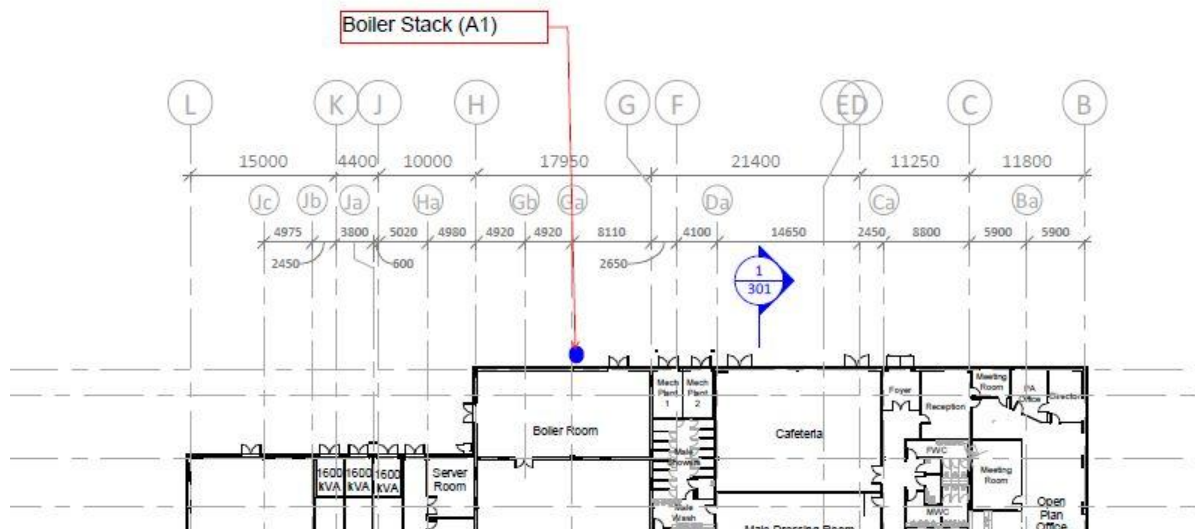 Boiler Stack (A1)
L K J H G F E D C B
15000 4400 10000 17950 21400 11250 11800
Jc Jb Ja Ha Gb Ga Da Ca Ba
4975 3800 5020 4980 4920 4920 8110 4100 14650 2450 8800 5900 5900
2450 600 2650
1
301
Mech
Plant
1
Mech
Plant
2
Foyer
Meeting
Room
PA
Office
Director
Reception
Boiler Room
Cafeteria
Male
Showers
FWC
1600
kVA
1600
kVA
1600
kVA
Server
Room
Meeting
Room
Male
Wash
MWC
Open
Plan
Office
Male Dressing Room